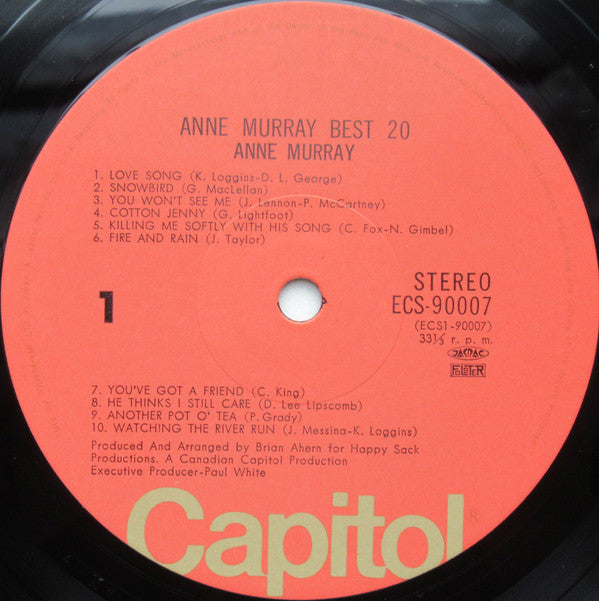 ANNE MURRAY BEST 20
ANNE MURRAY
1. LOVE SONG (K. Loggins-D. L. George)
2. SNOWBIRD (G. MacLellan)
3. YOU WON'T SEE ME (J. Lennon-P. McCartney)
4. COTTON JENNY (G. Lightfoot)
5. KILLING ME SOFTLY WITH HIS SONG (C. Fox-N. Gimbel)
6. FIRE AND RAIN (J. Taylor)
1
STEREO
ECS-90007
(ECS1-90007)
33⅓ r. p. m.
JASRAC
FOLSTER
7. YOU'VE GOT A FRIEND (C. King)
8. HE THINKS I STILL CARE (D. Lee Lipscomb)
9. ANOTHER POT O' TEA (P. Grady)
10. WATCHING THE RIVER RUN (J. Messina-K. Loggins)
Produced And Arranged by Brian Ahern for Happy Sack
Productions. A Canadian Capitol Production
Executive Producer-Paul White
Capitol®